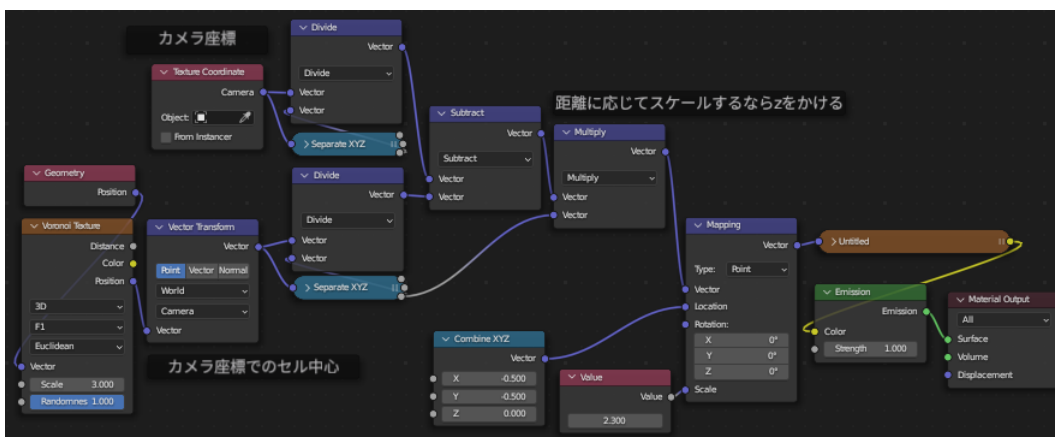 カメラ座標
Divide
Vector
Divide
Vector
Vector
Separate XYZ
Texture Coordinate
Camera
Object:
From Instancer
距離に応じてスケールするならzをかける
Subtract
Vector
Subtract
Vector
Vector
Multiply
Vector
Multiply
Vector
Vector
Geometry
Position
Divide
Vector
Divide
Vector
Vector
Separate XYZ
Voronoi Texture
Distance
Color
Position
3D
F1
Euclidean
Vector
Scale 3.000
Randomnes 1.000
Vector Transform
Vector
Point Vector Normal
World
Camera
Vector
カメラ座標でのセル中心
Mapping
Vector
Type: Point
Vector
Location
Rotation:
X 0°
Y 0°
Z 0°
Scale
Untitled
Combine XYZ
Vector
X -0.500
Y -0.500
Z 0.000
Value
Value
2.300
Emission
Emission
Color
Strength 1.000
Material Output
All
Surface
Volume
Displacement